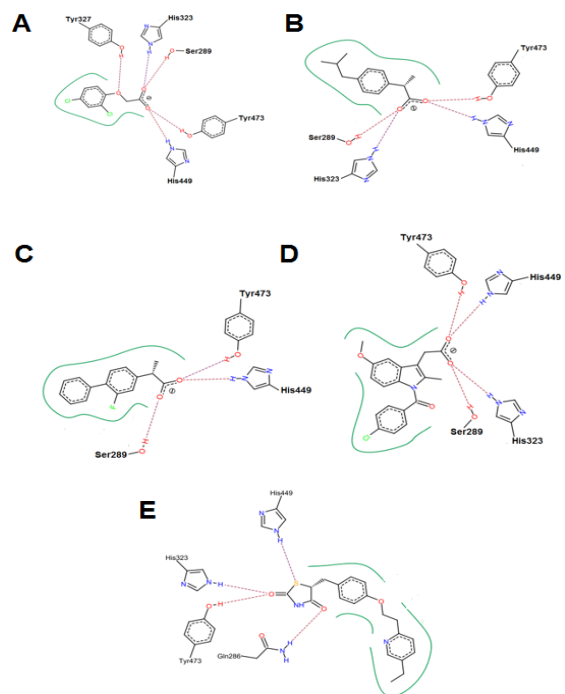 A
His323
Tyr327
Ser289
Tyr473
His449
B
Tyr473
Ser289
His323
His449
C
Tyr473
His449
Ser289
D
Tyr473
His449
Ser289
His323
E
His449
His323
Tyr473
Gln286